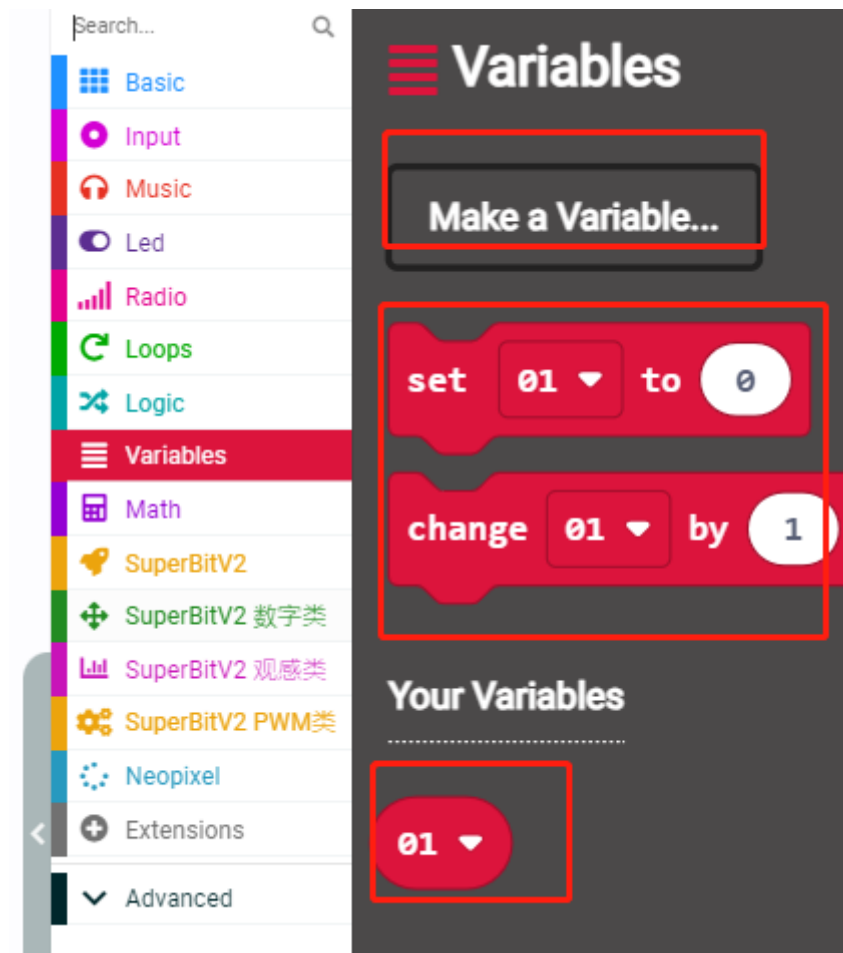 Search...
Basic
Input
Music
Led
Radio
Loops
Logic
Variables
Math
SuperBitV2
SuperBitV2 数字类
SuperBitV2 观感类
SuperBitV2 PWM类
Neopixel
Extensions
Advanced
Variables
Make a Variable...
set 01 to 0
change 01 by 1
Your Variables
01